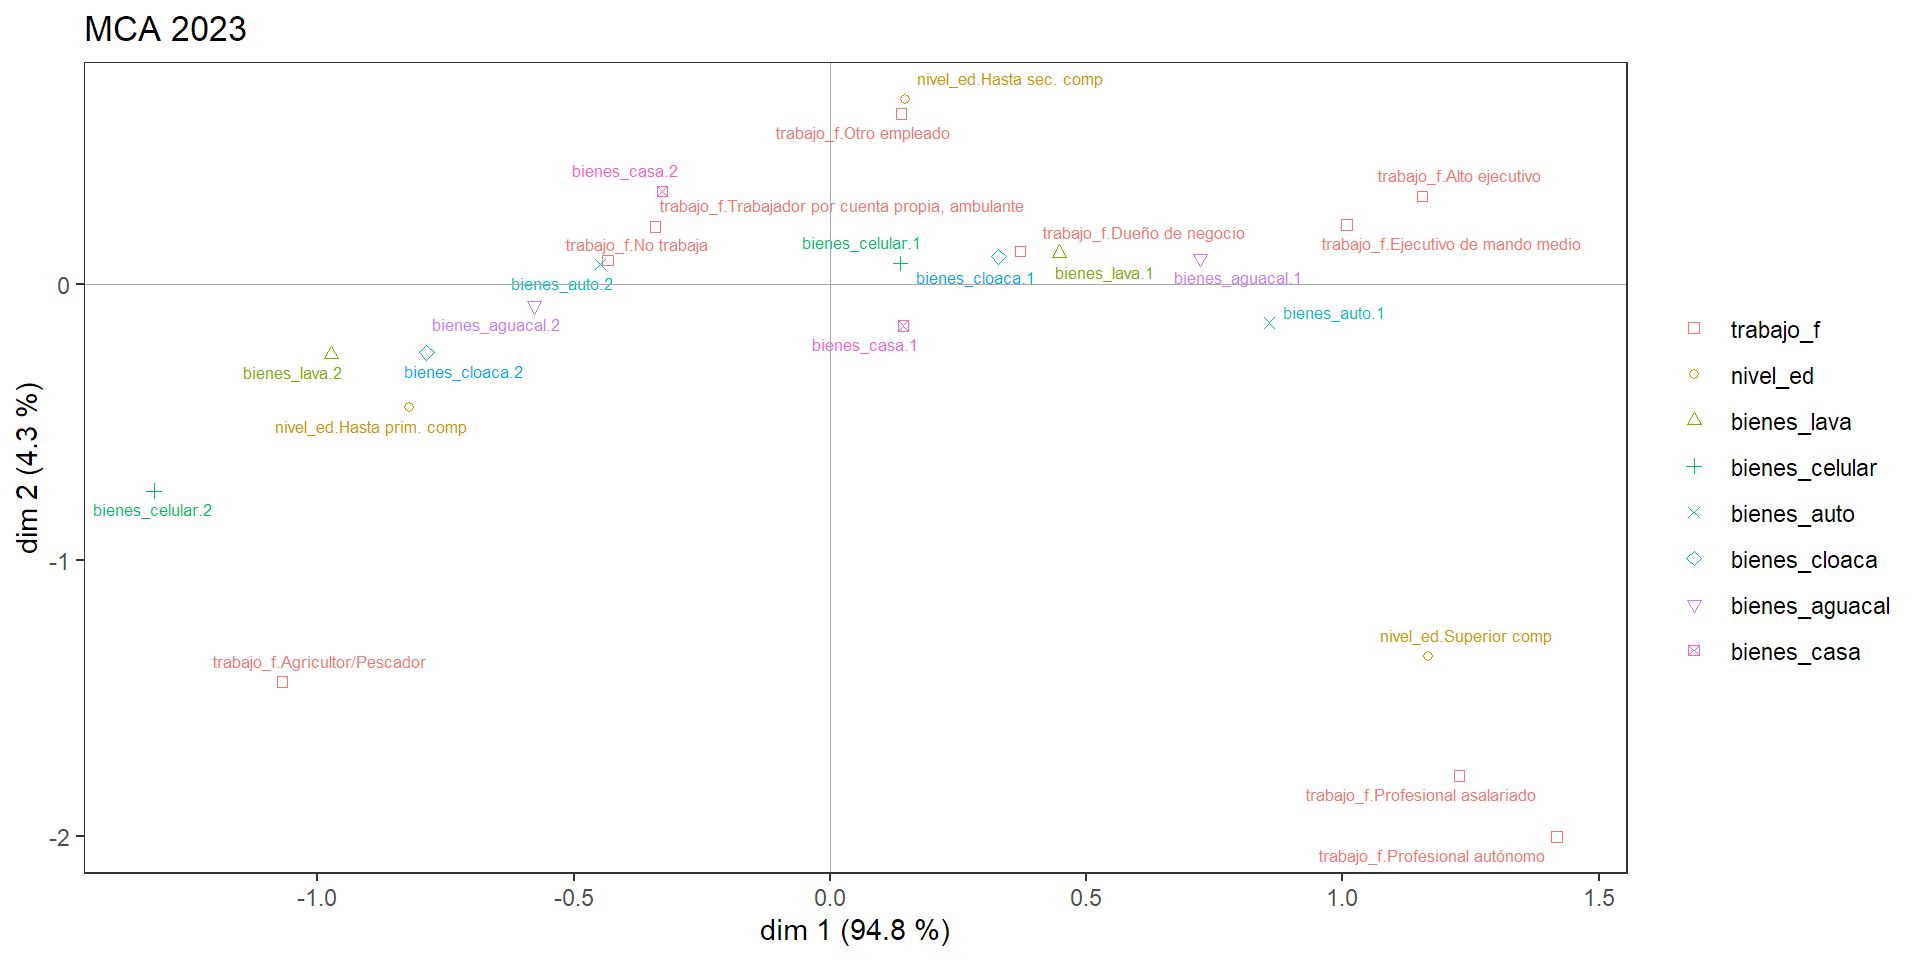 MCA 2023
nivel_ed.Hasta sec. comp
trabajo_f.Otro empleado
bienes_casa.2
trabajo_f.Alto ejecutivo
trabajo_f.Trabajador por cuenta propia, ambulante
trabajo_f.Dueño de negocio
trabajo_f.No trabaja
bienes_celular.1
trabajo_f.Ejecutivo de mando medio
bienes_cloaca.1
bienes_lava.1
bienes_aguacal.1
bienes_auto.2
bienes_auto.1
bienes_aguacal.2
bienes_casa.1
bienes_lava.2
bienes_cloaca.2
nivel_ed.Hasta prim. comp
bienes_celular.2
nivel_ed.Superior comp
trabajo_f.Agricultor/Pescador
trabajo_f.Profesional asalariado
trabajo_f.Profesional autónomo
0
-1
-2
dim 2 (4.3 %)
-1.0
-0.5
0.0
0.5
1.0
1.5
dim 1 (94.8 %)
trabajo_f
nivel_ed
bienes_lava
bienes_celular
bienes_auto
bienes_cloaca
bienes_aguacal
bienes_casa